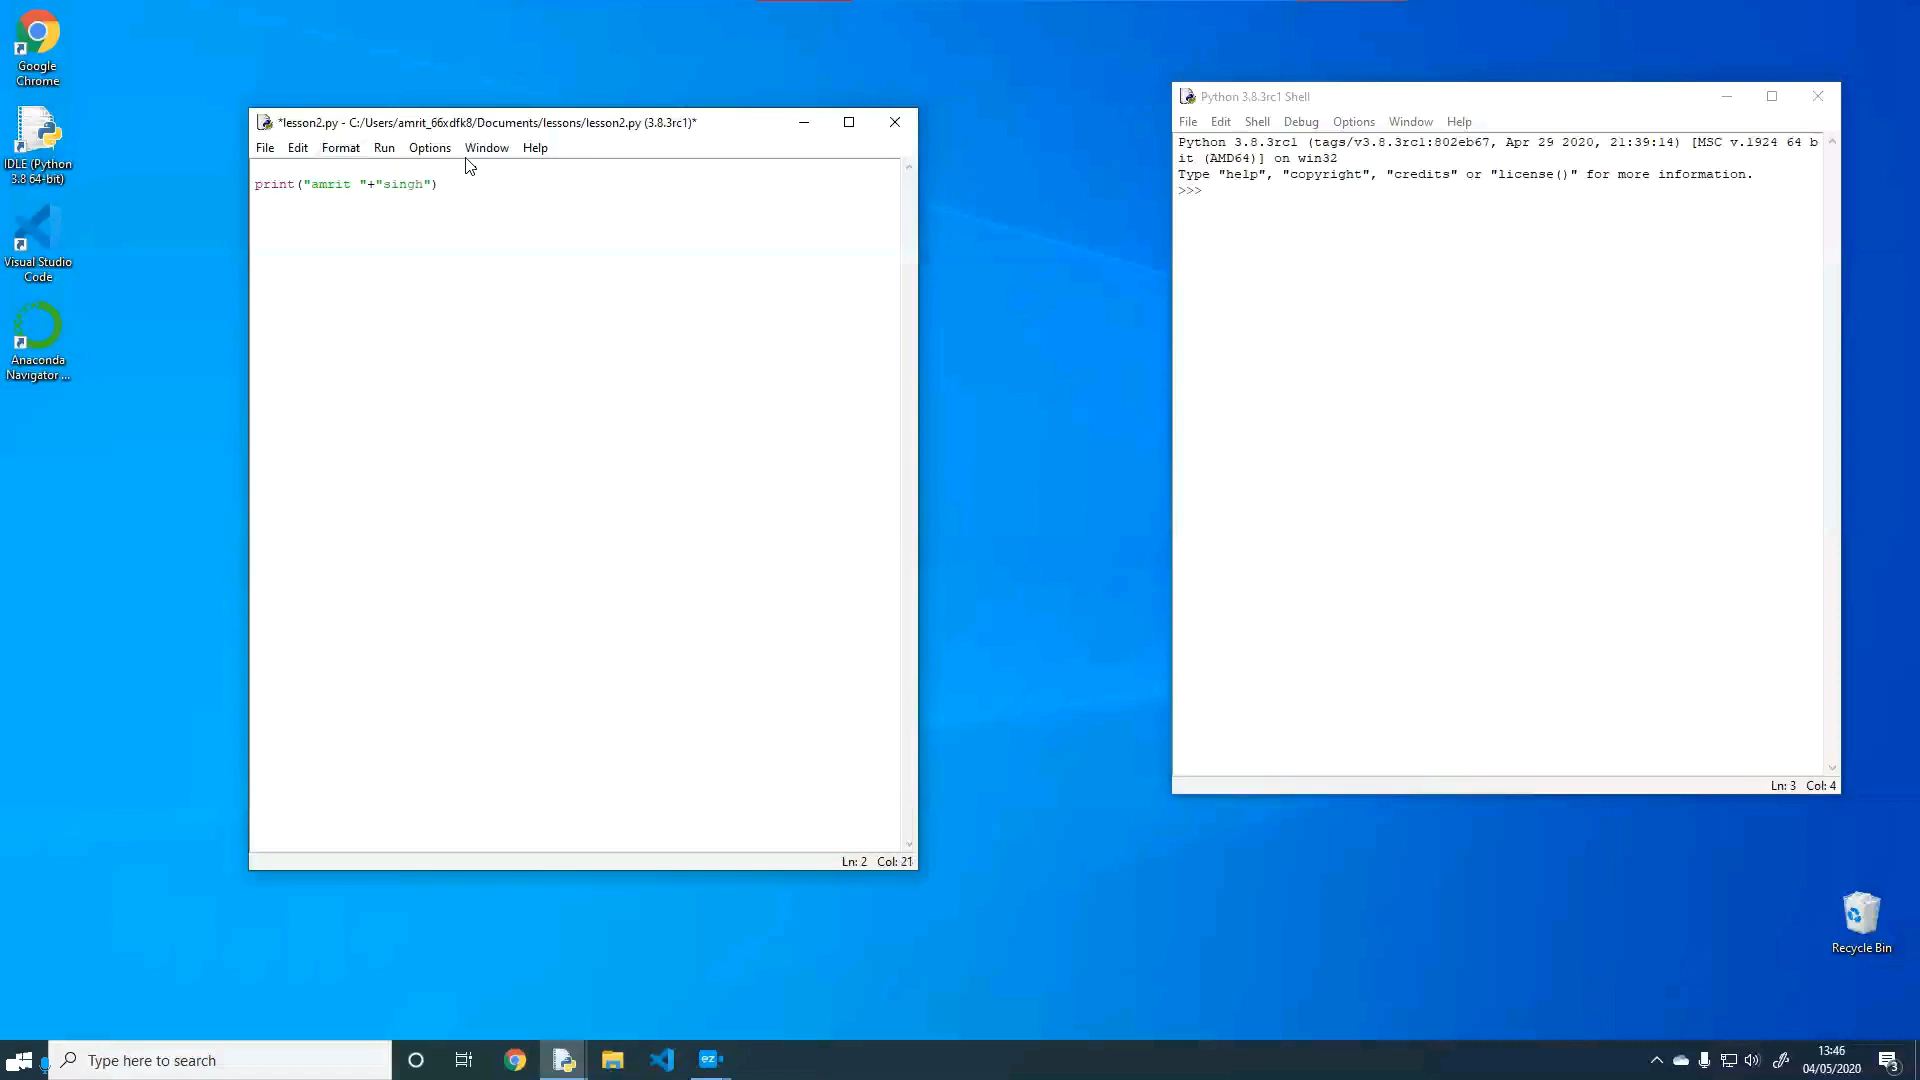 Google
Chrome
IDLE (Python
3.8 64-bit)
Visual Studio
Code
Anaconda
Navigator ...
*lesson2.py - C:/Users/amrit_66xdfk8/Documents/lessons/lesson2.py (3.8.3rc1)*
File Edit Format Run Options Window Help
print("amrit "+"singh")
Ln: 2 Col: 21
Python 3.8.3rc1 Shell
File Edit Shell Debug Options Window Help
Python 3.8.3rc1 (tags/v3.8.3rc1:802eb67, Apr 29 2020, 21:39:14) [MSC v.1924 64 b
it (AMD64)] on win32
Type "help", "copyright", "credits" or "license()" for more information.
>>>
Ln: 3 Col: 4
Recycle Bin
Type here to search
ez
13:46
04/05/2020
3